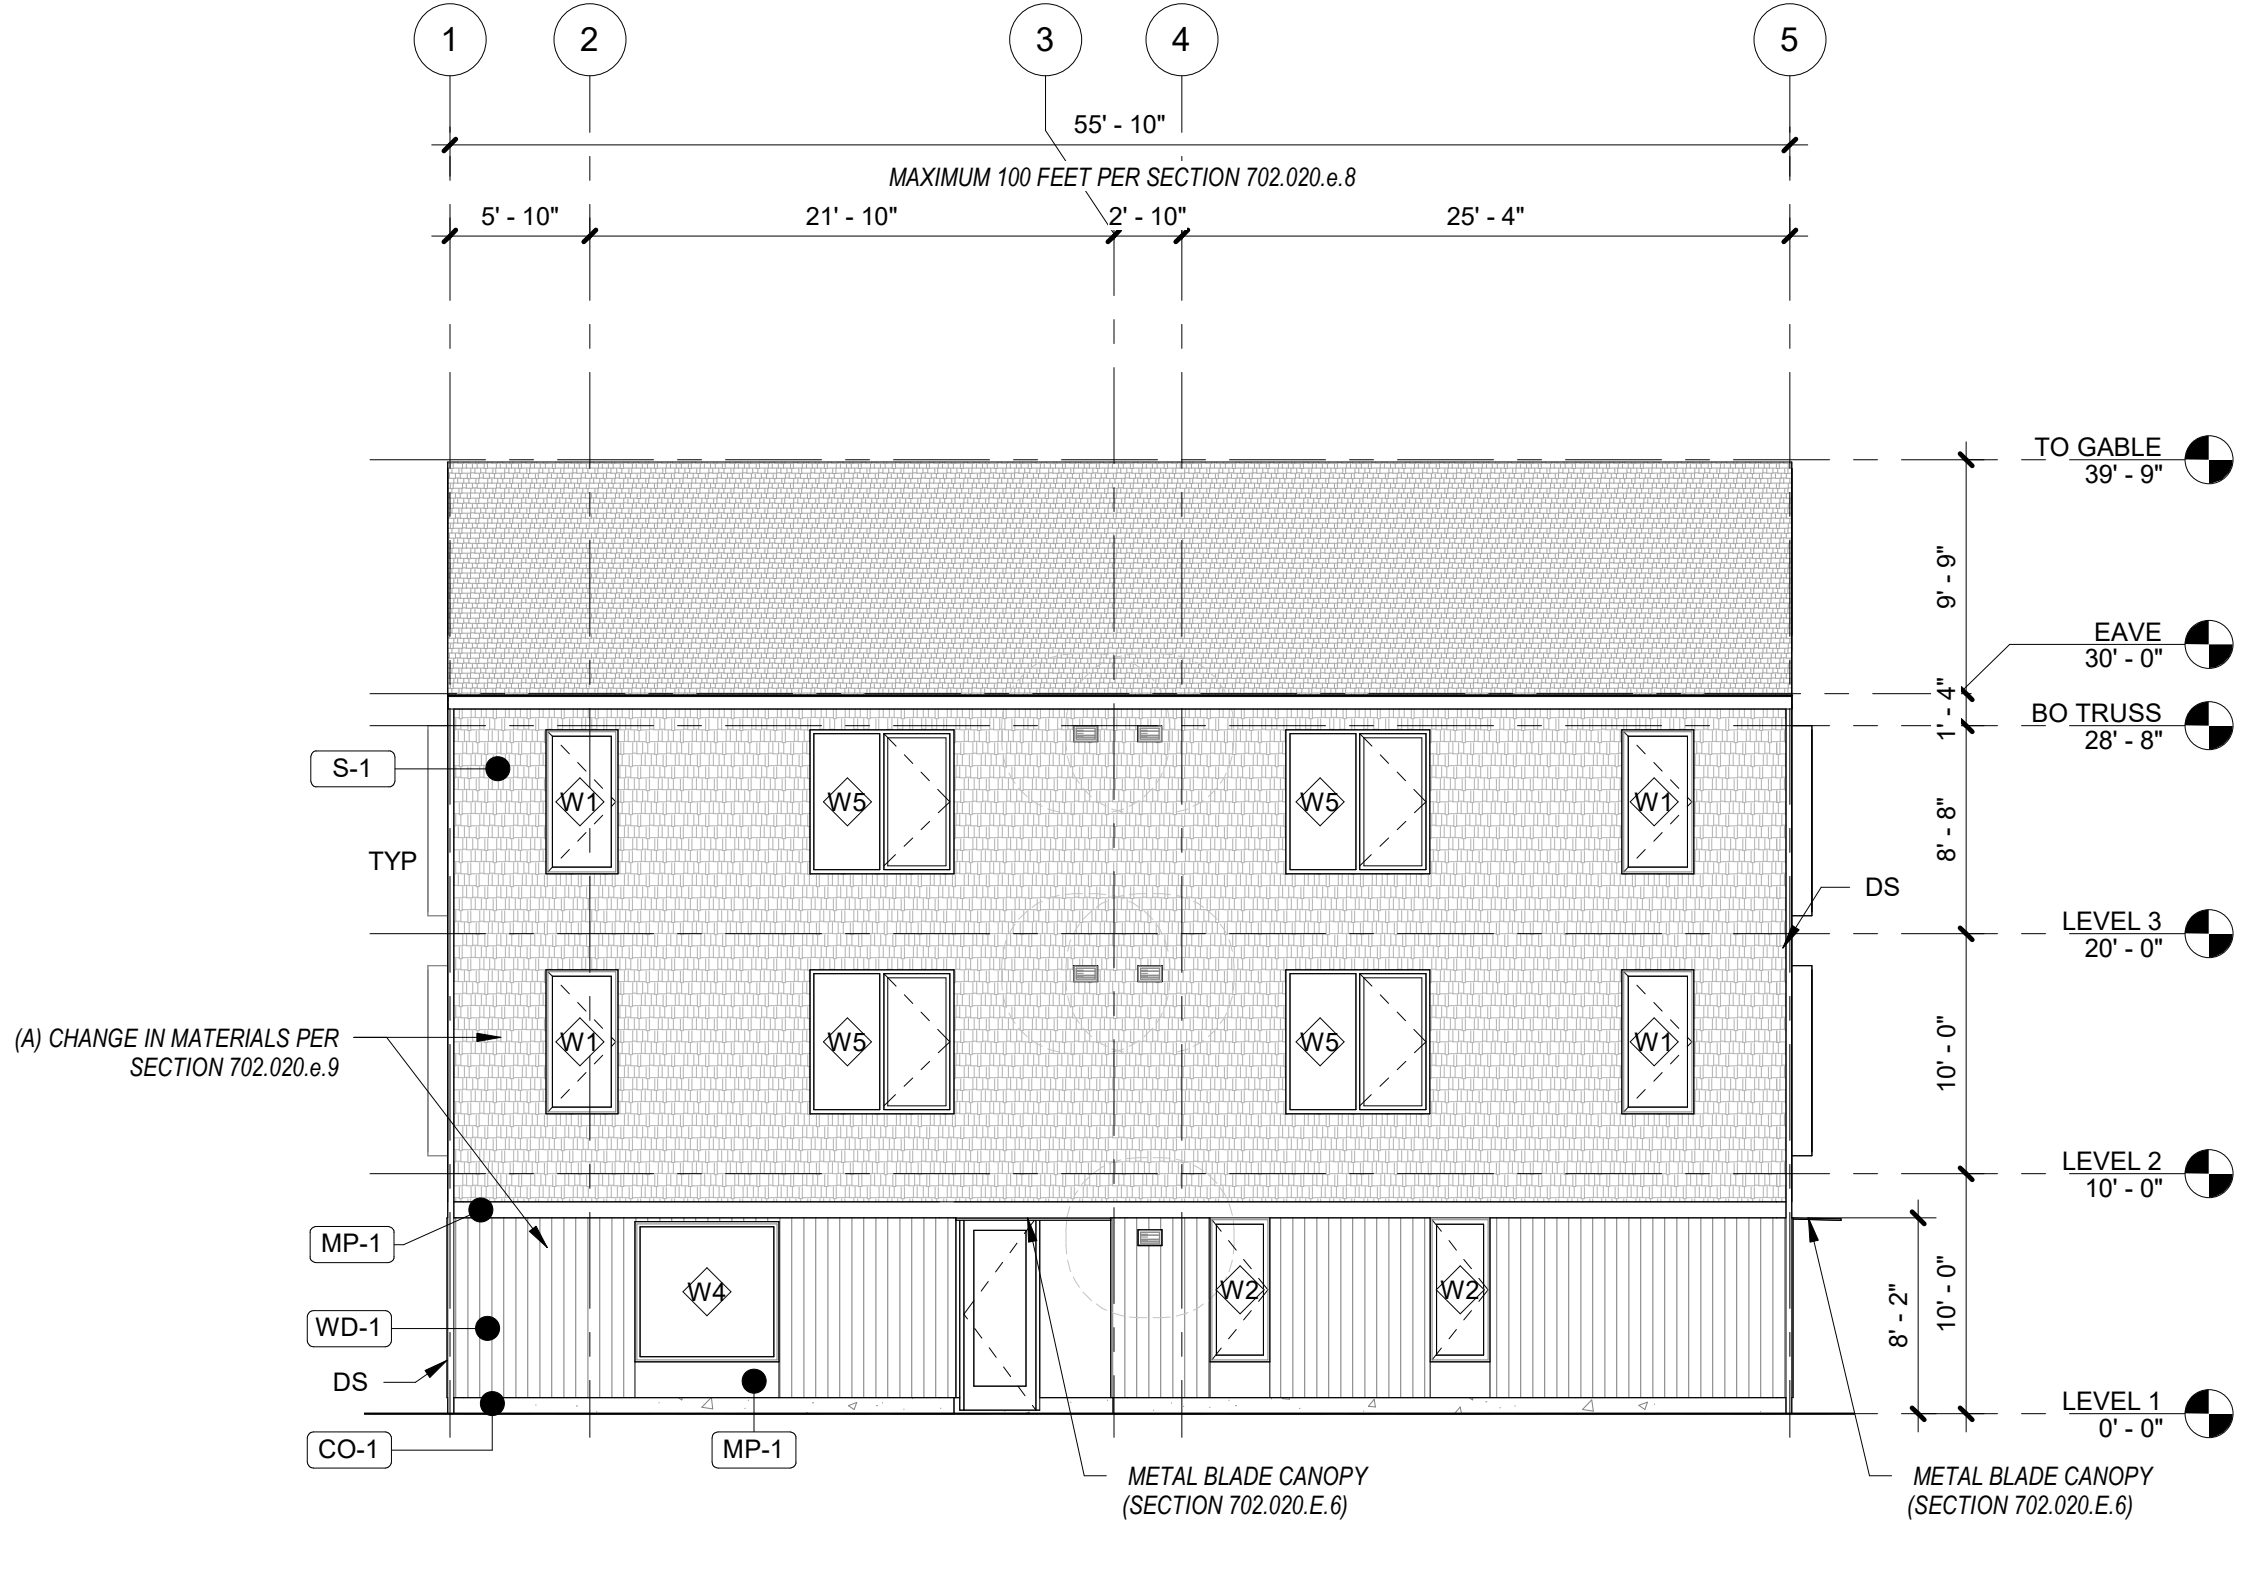 1 2 3 4 5
55' - 10"
MAXIMUM 100 FEET PER SECTION 702.020.e.8
5' - 10" 21' - 10" 2' - 10" 25' - 4"
TO GABLE
39' - 9"
9' - 9"
EAVE
30' - 0"
1' - 4"
BO TRUSS
28' - 8"
S-1
W1 W5 W5 W1
8' - 8"
TYP
DS
LEVEL 3
20' - 0"
(A) CHANGE IN MATERIALS PER
SECTION 702.020.e.9
W1 W5 W5 W1
10' - 0"
LEVEL 2
10' - 0"
MP-1
W4 W2 W2
8' - 2"
10' - 0"
WD-1
DS
LEVEL 1
0' - 0"
CO-1
MP-1
METAL BLADE CANOPY
(SECTION 702.020.E.6)
METAL BLADE CANOPY
(SECTION 702.020.E.6)